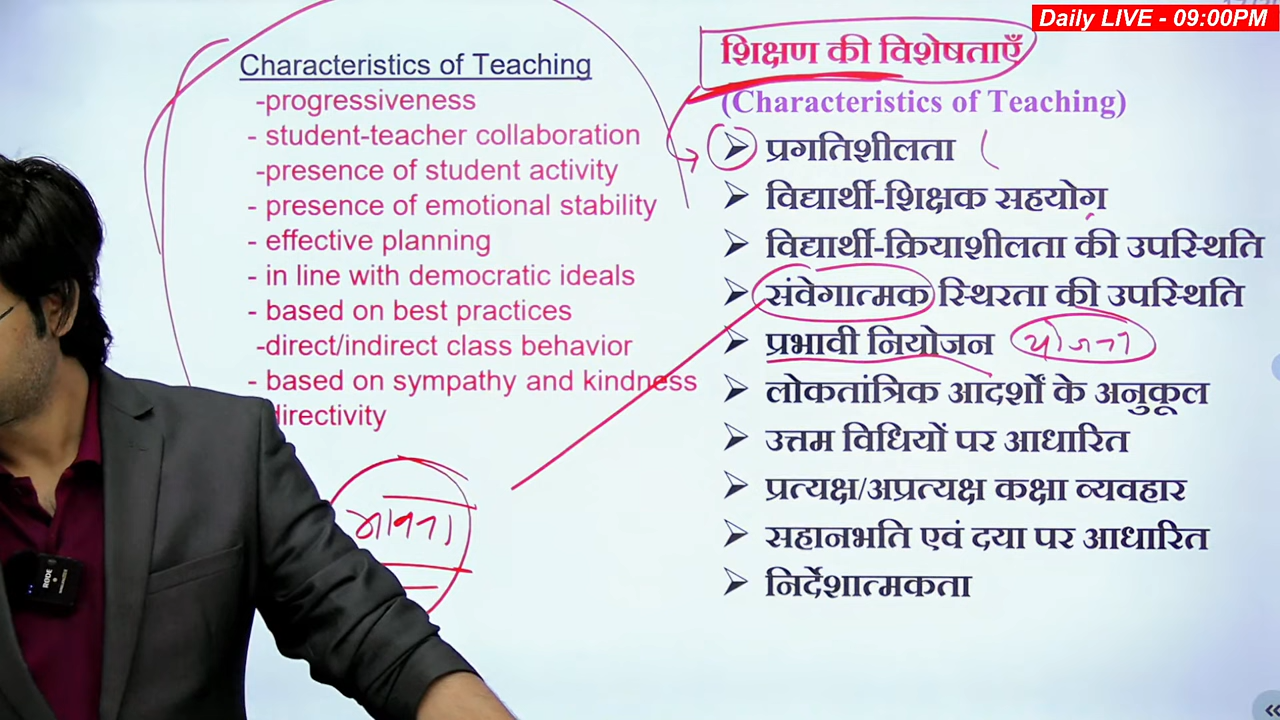 Daily LIVE - 09:00PM
Characteristics of Teaching
-progressiveness
- student-teacher collaboration
-presence of student activity
- presence of emotional stability
- effective planning
- in line with democratic ideals
- based on best practices
-direct/indirect class behavior
- based on sympathy and kindness
directivity
शिक्षण की विशेषताएँ
(Characteristics of Teaching)
प्रगतिशीलता
विद्यार्थी-शिक्षक सहयोग
विद्यार्थी-क्रियाशीलता की उपस्थिति
संवेगात्मक स्थिरता की उपस्थिति
प्रभावी नियोजन योजना
लोकतांत्रिक आदर्शों के अनुकूल
उत्तम विधियों पर आधारित
प्रत्यक्ष/अप्रत्यक्ष कक्षा व्यवहार
सहानभति एवं दया पर आधारित
निर्देशात्मकता
RODE